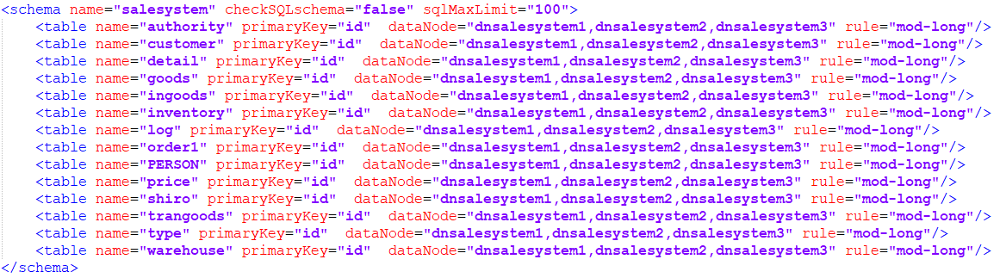 <schema name="salesystem" checkSQLschema="false" sqlMaxLimit="100">
<table name="authority" primaryKey="id" dataNode="dnsalesystem1,dnsalesystem2,dnsalesystem3" rule="mod-long"/>
<table name="customer" primaryKey="id" dataNode="dnsalesystem1,dnsalesystem2,dnsalesystem3" rule="mod-long"/>
<table name="detail" primaryKey="id" dataNode="dnsalesystem1,dnsalesystem2,dnsalesystem3" rule="mod-long"/>
<table name="goods" primaryKey="id" dataNode="dnsalesystem1,dnsalesystem2,dnsalesystem3" rule="mod-long"/>
<table name="ingoods" primaryKey="id" dataNode="dnsalesystem1,dnsalesystem2,dnsalesystem3" rule="mod-long"/>
<table name="inventory" primaryKey="id" dataNode="dnsalesystem1,dnsalesystem2,dnsalesystem3" rule="mod-long"/>
<table name="log" primaryKey="id" dataNode="dnsalesystem1,dnsalesystem2,dnsalesystem3" rule="mod-long"/>
<table name="order1" primaryKey="id" dataNode="dnsalesystem1,dnsalesystem2,dnsalesystem3" rule="mod-long"/>
<table name="PERSON" primaryKey="id" dataNode="dnsalesystem1,dnsalesystem2,dnsalesystem3" rule="mod-long"/>
<table name="price" primaryKey="id" dataNode="dnsalesystem1,dnsalesystem2,dnsalesystem3" rule="mod-long"/>
<table name="shiro" primaryKey="id" dataNode="dnsalesystem1,dnsalesystem2,dnsalesystem3" rule="mod-long"/>
<table name="trangoods" primaryKey="id" dataNode="dnsalesystem1,dnsalesystem2,dnsalesystem3" rule="mod-long"/>
<table name="type" primaryKey="id" dataNode="dnsalesystem1,dnsalesystem2,dnsalesystem3" rule="mod-long"/>
<table name="warehouse" primaryKey="id" dataNode="dnsalesystem1,dnsalesystem2,dnsalesystem3" rule="mod-long"/>
</schema>